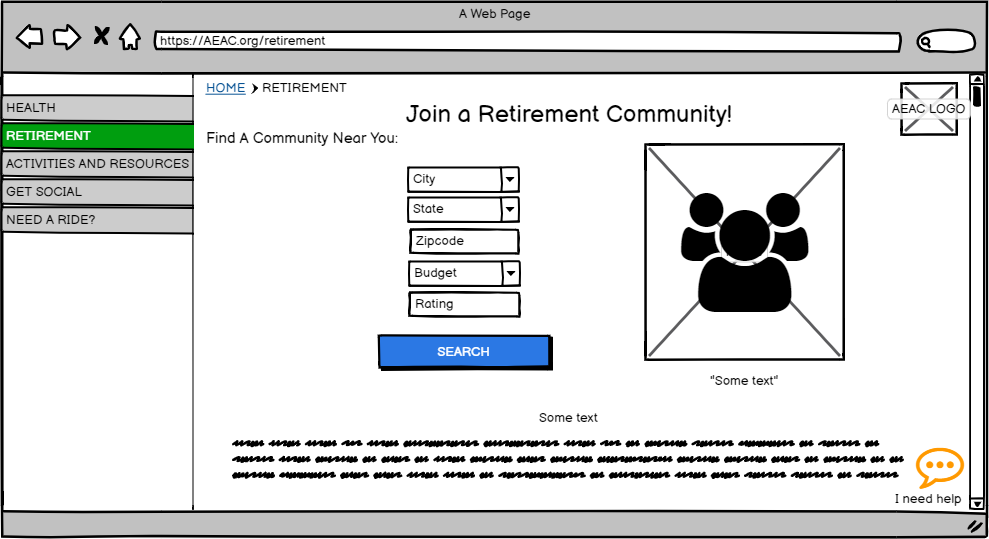 A Web Page
https://AEAC.org/retirement
HOME RETIREMENT
AEAC LOGO
HEALTH
RETIREMENT
ACTIVITIES AND RESOURCES
GET SOCIAL
NEED A RIDE?
Join a Retirement Community!
Find A Community Near You:
City
State
Zipcode
Budget
Rating
SEARCH
"Some text"
Some text
I need help